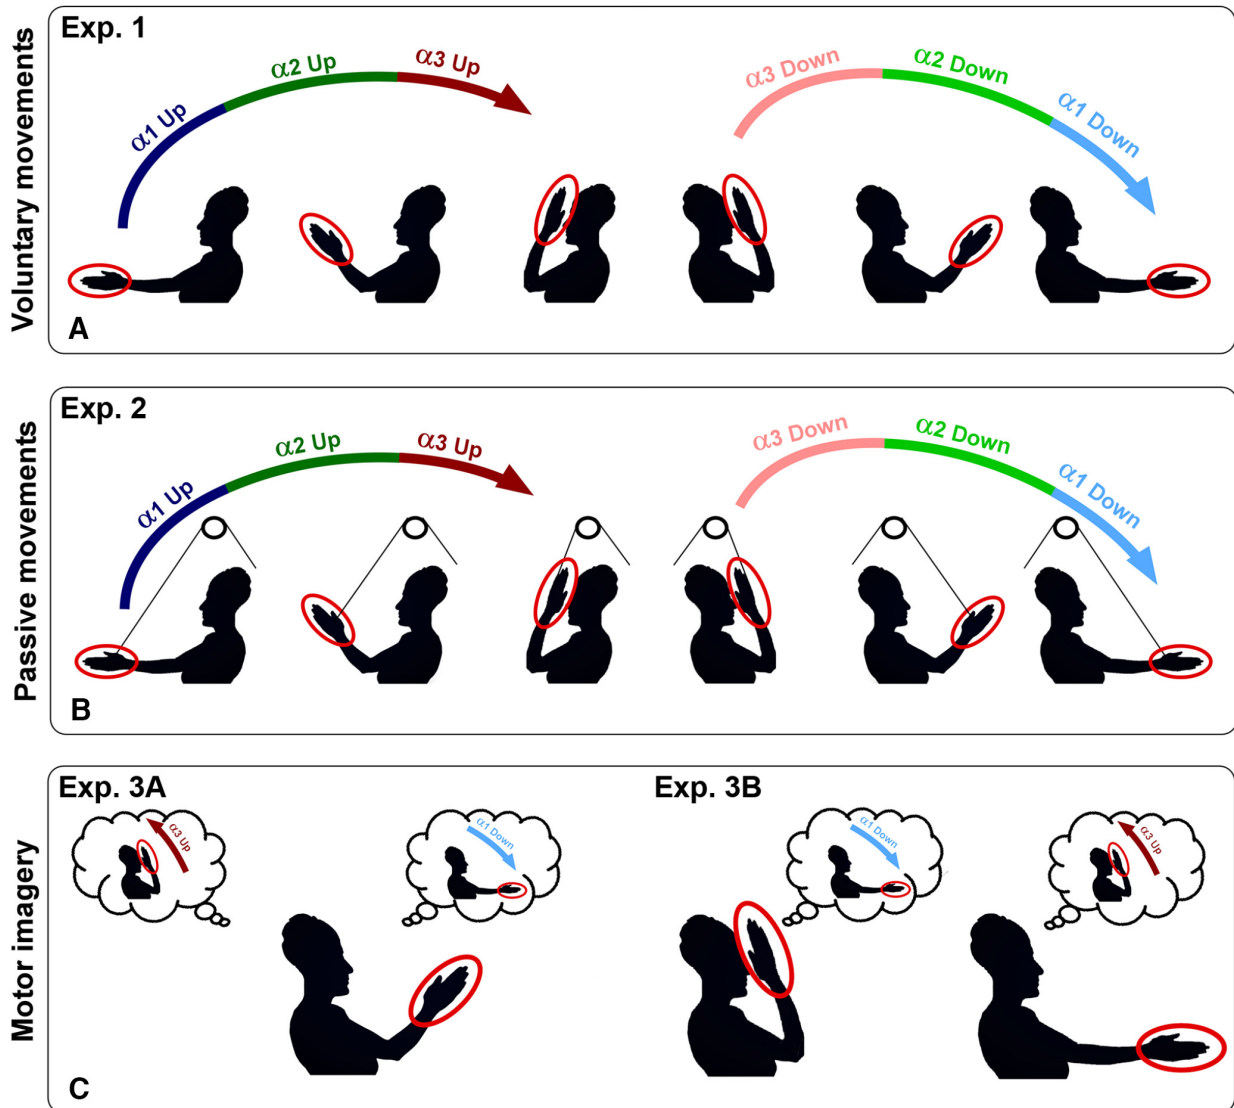 Voluntary movements
Exp. 1
α1 Up
α2 Up
α3 Up
α3 Down
α2 Down
α1 Down
A
Passive movements
Exp. 2
α1 Up
α2 Up
α3 Up
α3 Down
α2 Down
α1 Down
B
Motor imagery
Exp. 3A
α3 Up
α1 Down
Exp. 3B
α1 Down
α3 Up
C